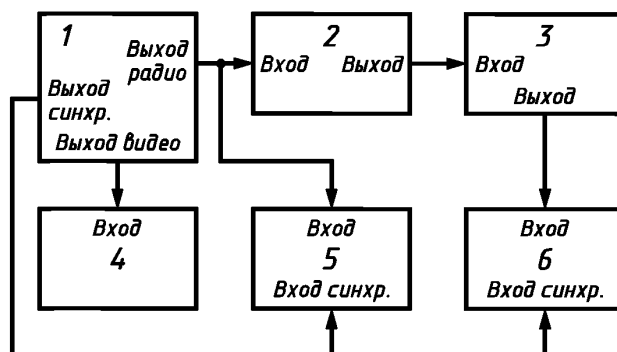 1
Выход
радио
Выход
синхр.
Выход видео
2
Вход Выход
3
Вход
Выход
Вход
4
Вход
5
Вход синхр.
Вход
6
Вход синхр.